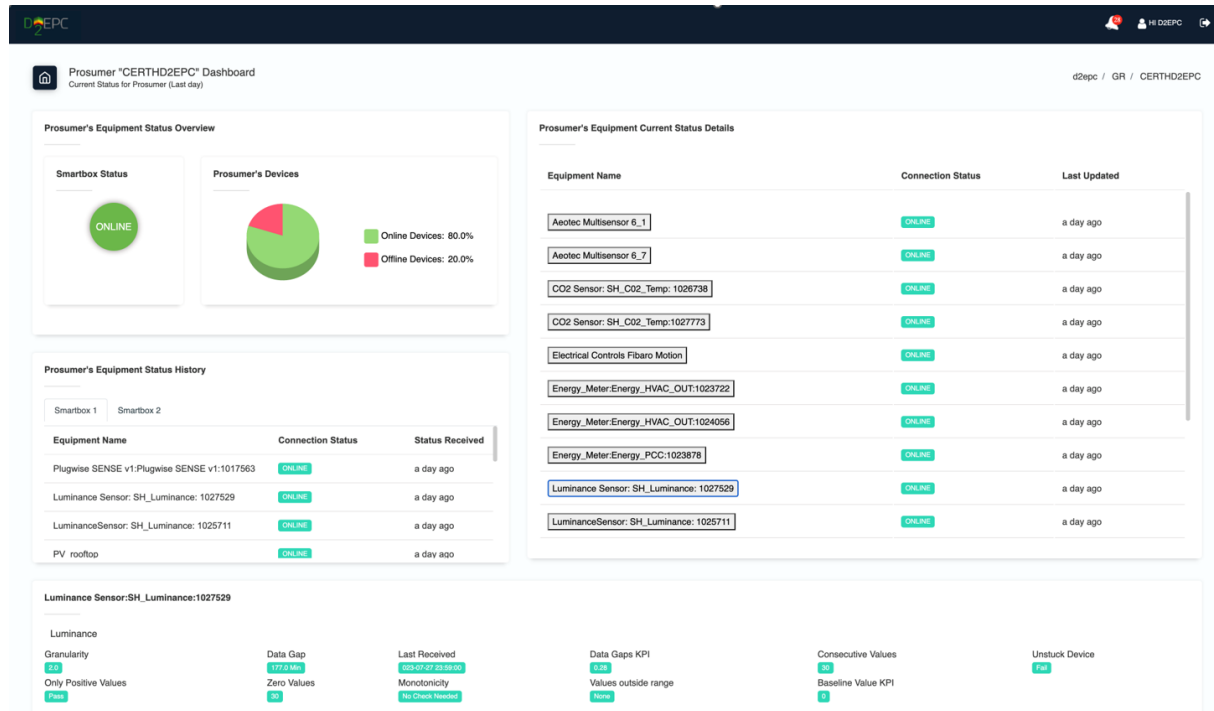 D2EPC
28
HI D2EPC
Prosumer "CERTHD2EPC" Dashboard
Current Status for Prosumer (Last day)
d2epc / GR / CERTHD2EPC
Prosumer's Equipment Status Overview
Smartbox Status
ONLINE
Prosumer's Devices
Online Devices: 80.0%
Offline Devices: 20.0%
Prosumer's Equipment Status History
Smartbox 1 Smartbox 2
Equipment Name Connection Status Status Received
Plugwise SENSE v1:Plugwise SENSE v1:1017563 ONLINE a day ago
Luminance Sensor: SH_Luminance: 1027529 ONLINE a day ago
LuminanceSensor: SH_Luminance: 1025711 ONLINE a day ago
PV_rooftop ONLINE a day ago
Prosumer's Equipment Current Status Details
Equipment Name Connection Status Last Updated
Aeotec Multisensor 6_1 ONLINE a day ago
Aeotec Multisensor 6_7 ONLINE a day ago
CO2 Sensor: SH_C02_Temp: 1026738 ONLINE a day ago
CO2 Sensor: SH_C02_Temp:1027773 ONLINE a day ago
Electrical Controls Fibaro Motion ONLINE a day ago
Energy_Meter:Energy_HVAC_OUT:1023722 ONLINE a day ago
Energy_Meter:Energy_HVAC_OUT:1024056 ONLINE a day ago
Energy_Meter:Energy_PCC:1023878 ONLINE a day ago
Luminance Sensor: SH_Luminance: 1027529 ONLINE a day ago
LuminanceSensor: SH_Luminance: 1025711 ONLINE a day ago
Luminance Sensor:SH_Luminance:1027529
Luminance
Granularity Data Gap Last Received Data Gaps KPI Consecutive Values Unstuck Device
2.0 177.0 Min 023-07-27 23:59:00 0.28 30 Fail
Only Positive Values Zero Values Monotonicity Values outside range Baseline Value KPI
Pass 30 No Check Needed None 0